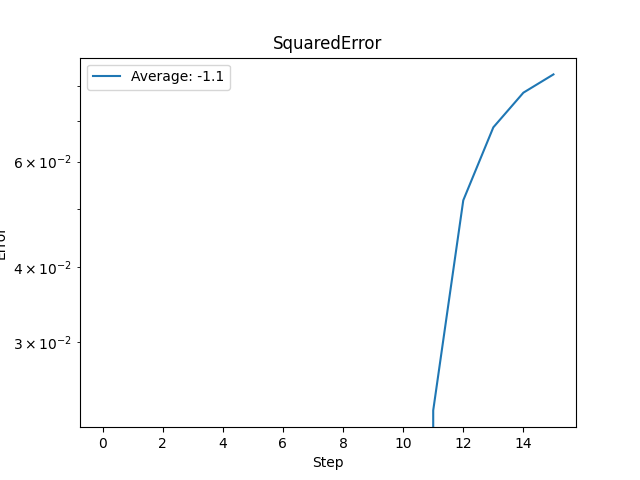 SquaredError
Average: -1.1
6 × 10⁻²
4 × 10⁻²
3 × 10⁻²
Error
0 2 4 6 8 10 12 14
Step